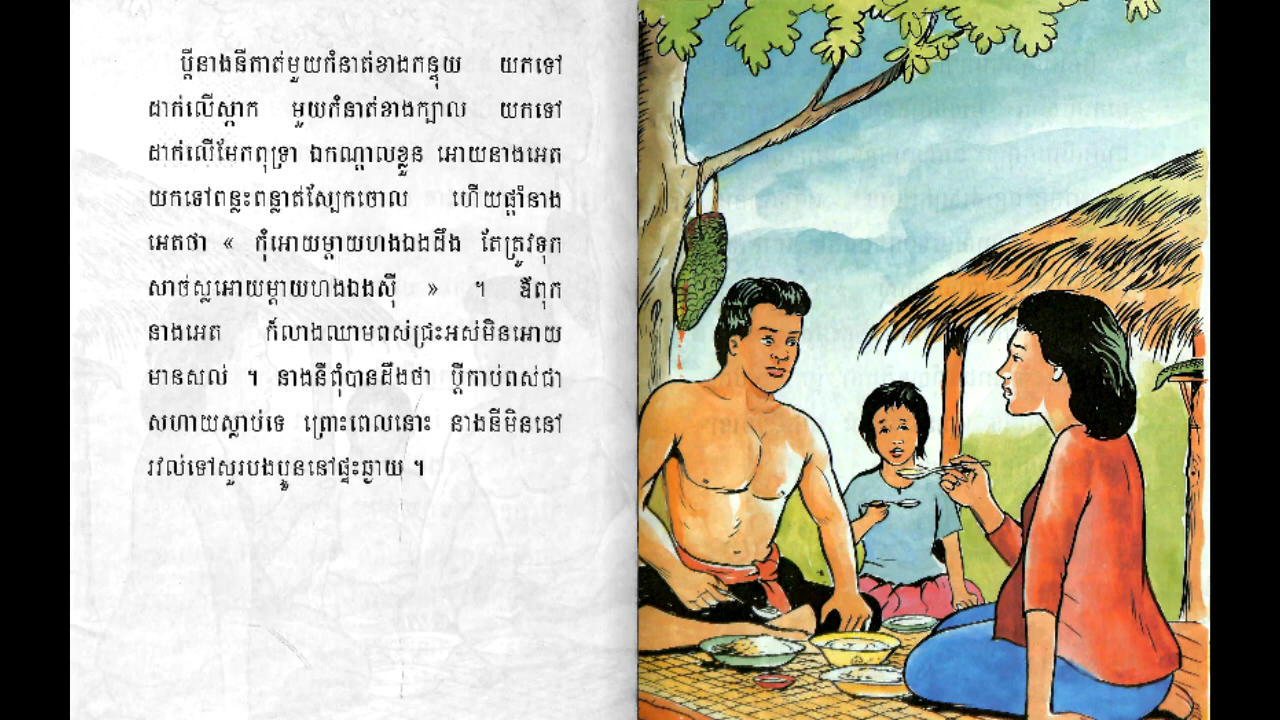 ប្ដីនាងនីកាត់មួយកំនាត់ខាងកន្ទុយ យកទៅ
ដាក់លើស្លាក មួយកំនាត់ខាងក្បាល យកទៅ
ដាក់លើមែកពុទ្រា ឯកណ្ដាលខ្លួន អោយនាងអេត
យកទៅពន្លះពន្លាត់ស្បែកចោល ហើយផ្ដាំនាង
អេតថា « កុំអោយម្ដាយហងឯងដឹង តែត្រូវទុក
សាច់ស្លអោយម្ដាយហងឯងស៊ី » ។ ឪពុក
នាងអេត ក៏លាងឈាមពស់ជ្រះអស់មិនអោយ
មានសល់ ។ នាងនីពុំបានដឹងថា ប្ដីកាប់ពស់ជា
សហាយស្លាប់ទេ ព្រោះពេលនោះ នាងនីមិននៅ
រវល់ទៅសួរបងប្អូននៅផ្ទះឆ្ងាយ ។